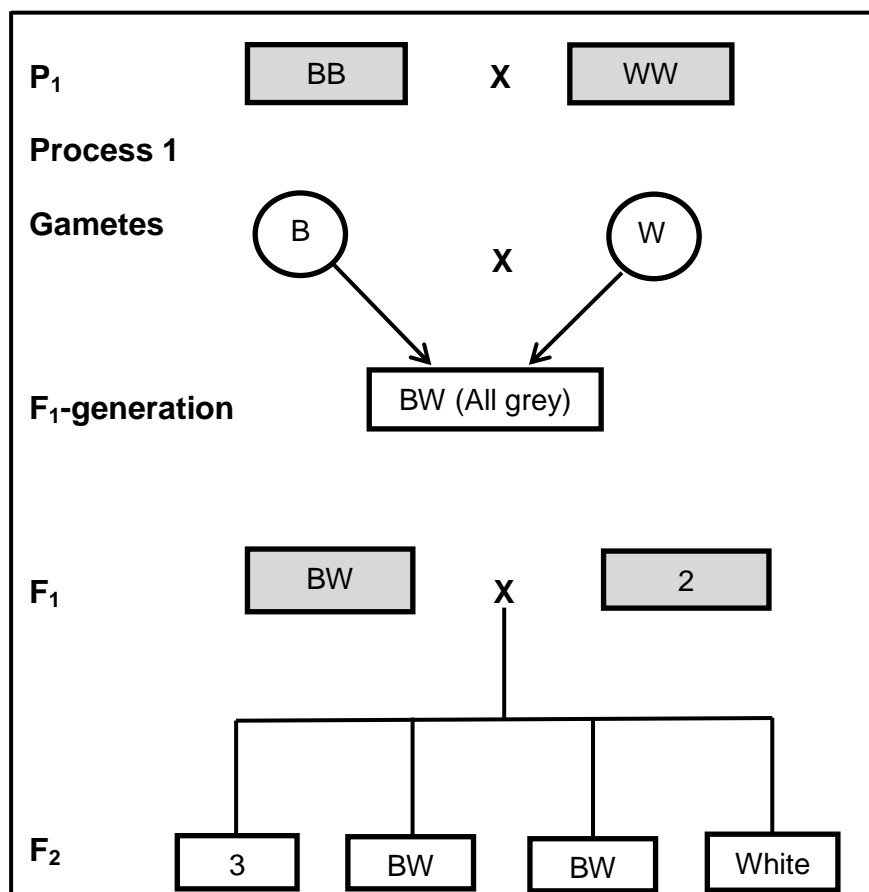 P₁ BB X WW
Process 1
Gametes B X W
F₁-generation BW (All grey)
F₁ BW X 2
F₂ 3 BW BW White